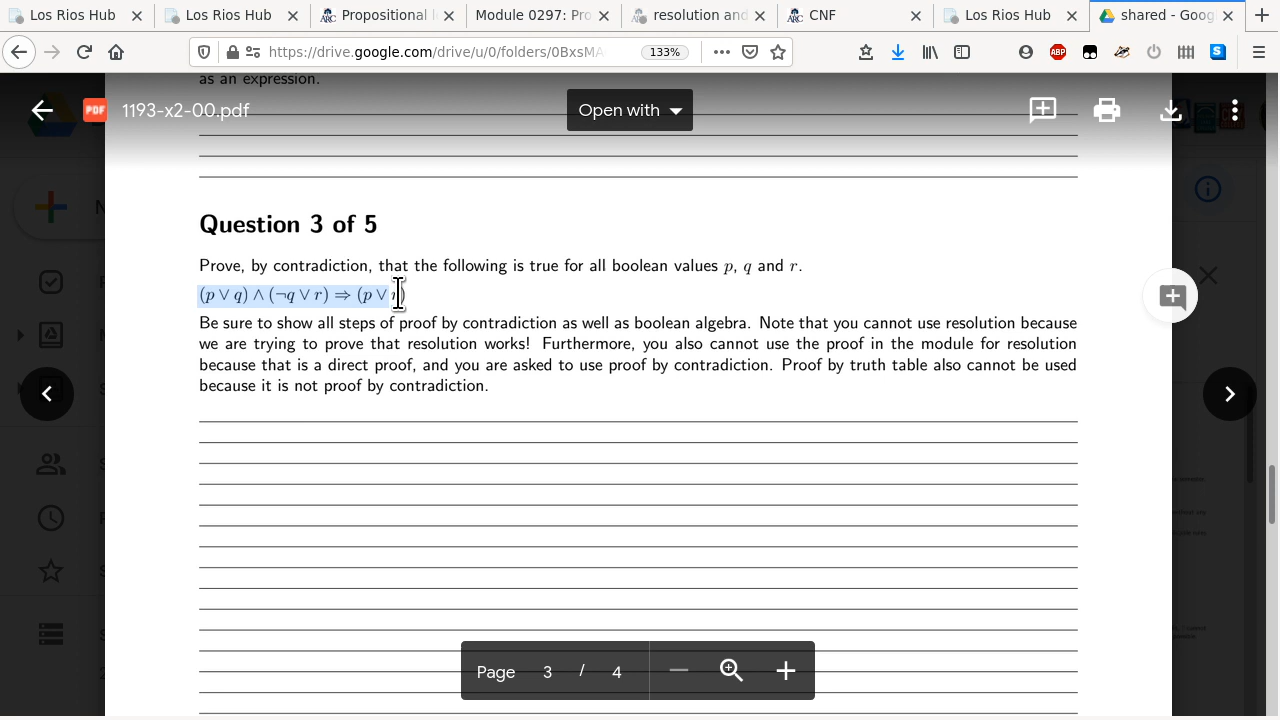 Los Rios Hub
Los Rios Hub
Propositional
Module 0297: Pro
resolution and
CNF
Los Rios Hub
shared - Goog
https://drive.google.com/drive/u/0/folders/0BxsMA
133%
as an expression.
PDF
1193-x2-00.pdf
Open with
Question 3 of 5
Prove, by contradiction, that the following is true for all boolean values p, q and r.
(p ∨ q) ∧ (¬q ∨ r) ⇒ (p ∨ r)
Be sure to show all steps of proof by contradiction as well as boolean algebra. Note that you cannot use resolution because
we are trying to prove that resolution works! Furthermore, you also cannot use the proof in the module for resolution
because that is a direct proof, and you are asked to use proof by contradiction. Proof by truth table also cannot be used
because it is not proof by contradiction.
Page 3 / 4